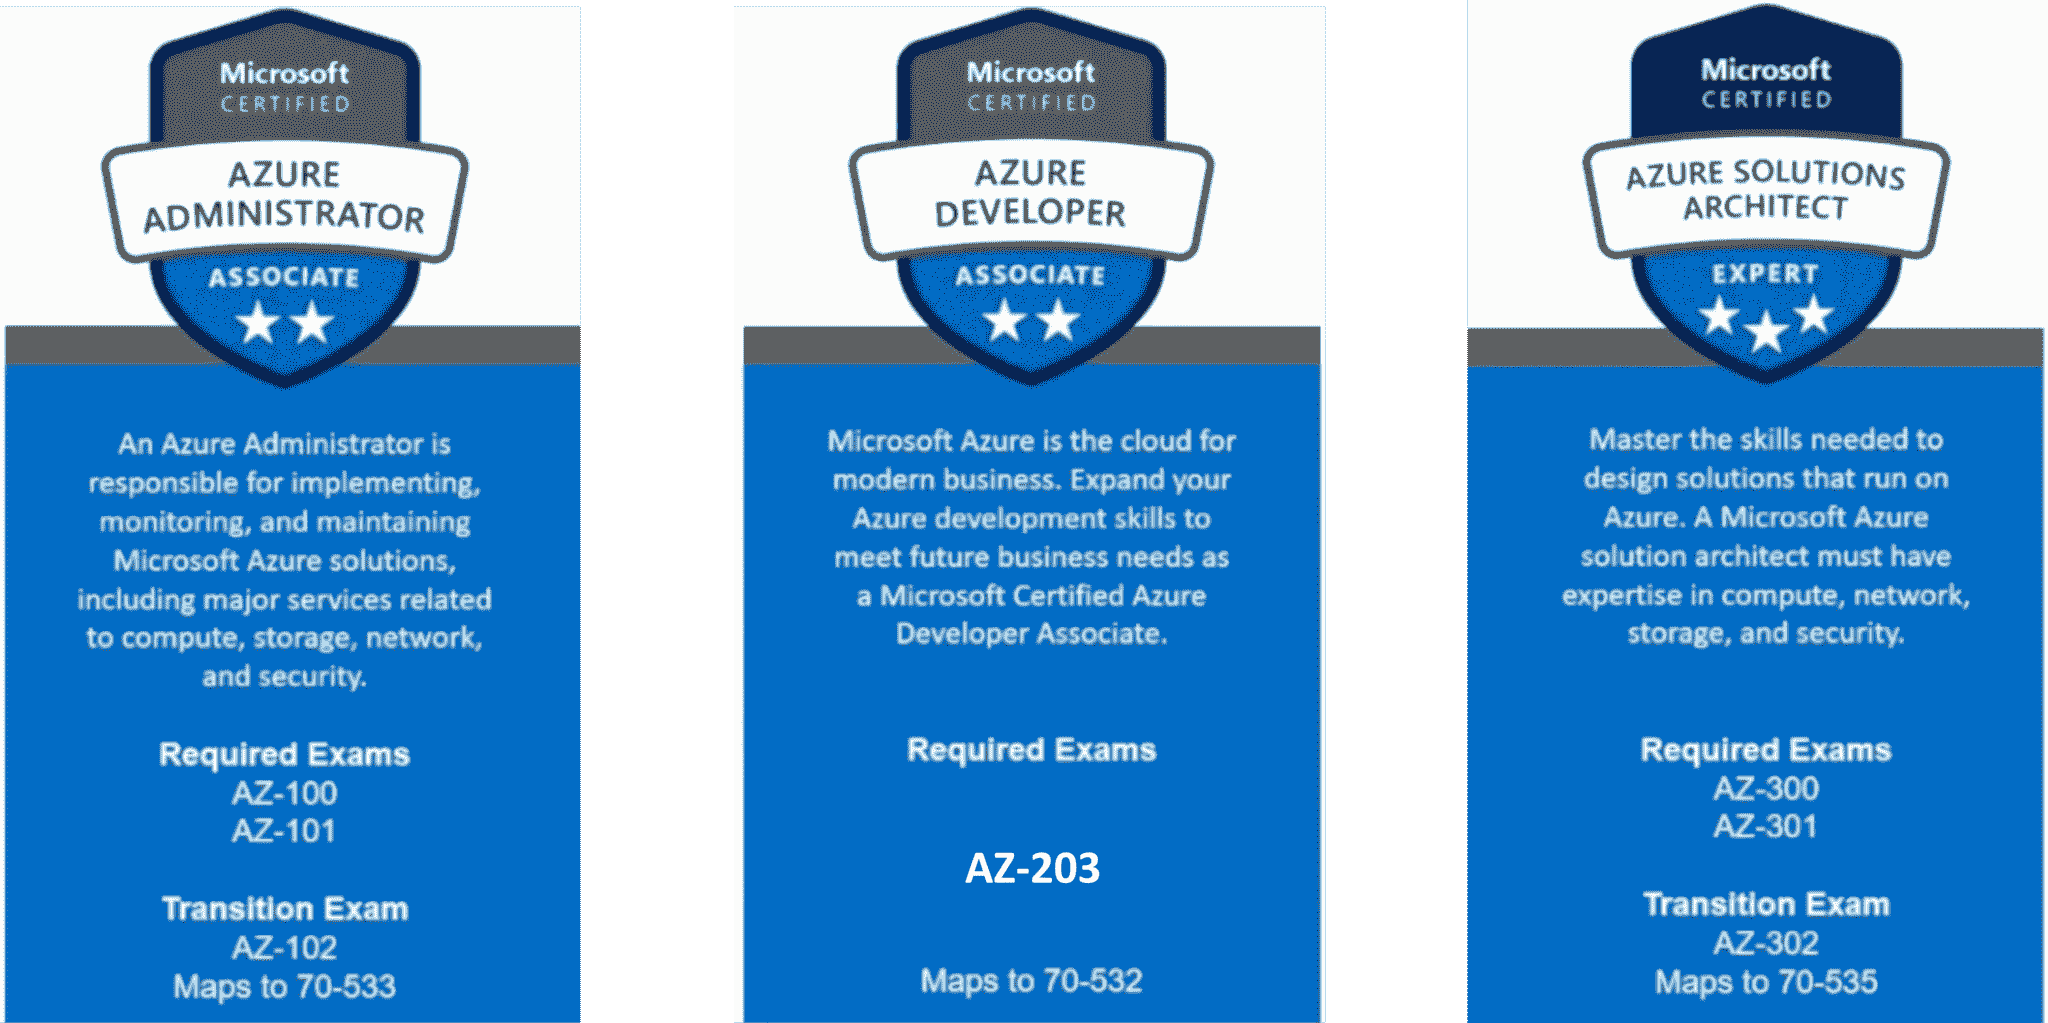 Microsoft
CERTIFIED
AZURE
ADMINISTRATOR
ASSOCIATE
An Azure Administrator is
responsible for implementing,
monitoring, and maintaining
Microsoft Azure solutions,
including major services related
to compute, storage, network,
and security.
Required Exams
AZ-100
AZ-101
Transition Exam
AZ-102
Maps to 70-533
Microsoft
CERTIFIED
AZURE
DEVELOPER
ASSOCIATE
Microsoft Azure is the cloud for
modern business. Expand your
Azure development skills to
meet future business needs as
a Microsoft Certified Azure
Developer Associate.
Required Exams
AZ-203
Maps to 70-532
Microsoft
CERTIFIED
AZURE SOLUTIONS
ARCHITECT
EXPERT
Master the skills needed to
design solutions that run on
Azure. A Microsoft Azure
solution architect must have
expertise in compute, network,
storage, and security.
Required Exams
AZ-300
AZ-301
Transition Exam
AZ-302
Maps to 70-535